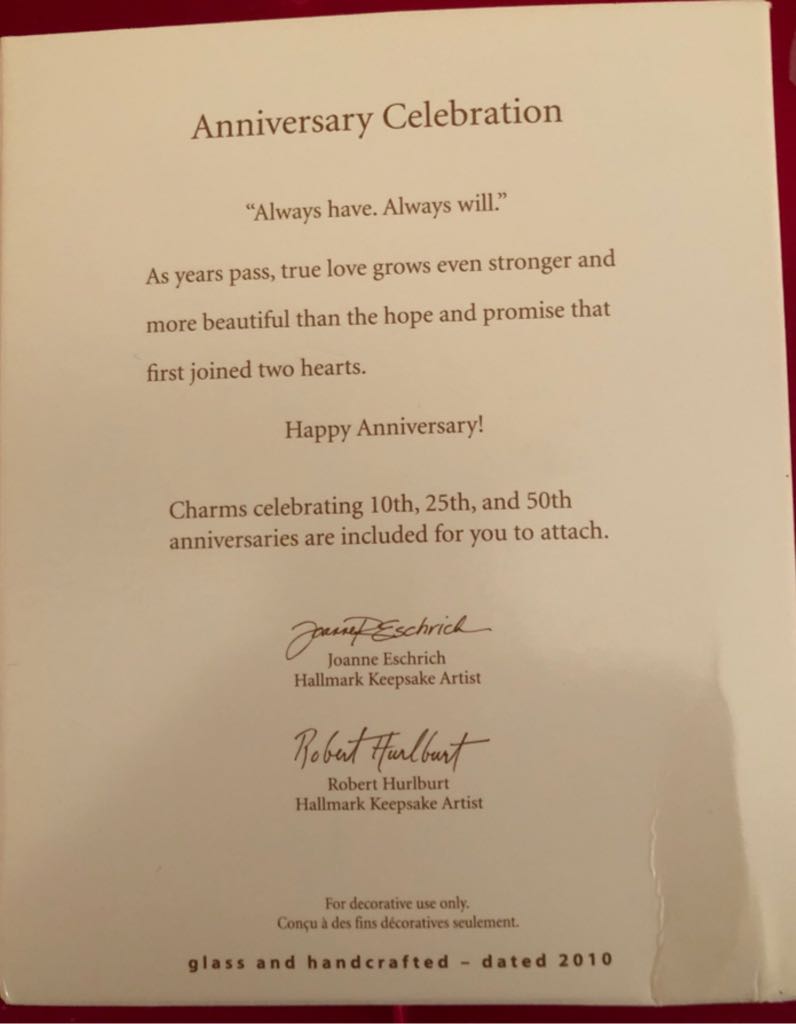 Anniversary Celebration
“Always have. Always will.”
As years pass, true love grows even stronger and
more beautiful than the hope and promise that
first joined two hearts.
Happy Anniversary!
Charms celebrating 10th, 25th, and 50th
anniversaries are included for you to attach.
Joanne Eschrich
Joanne Eschrich
Hallmark Keepsake Artist
Robert Hurlburt
Robert Hurlburt
Hallmark Keepsake Artist
For decorative use only.
Conçu à des fins décoratives seulement.
glass and handcrafted – dated 2010